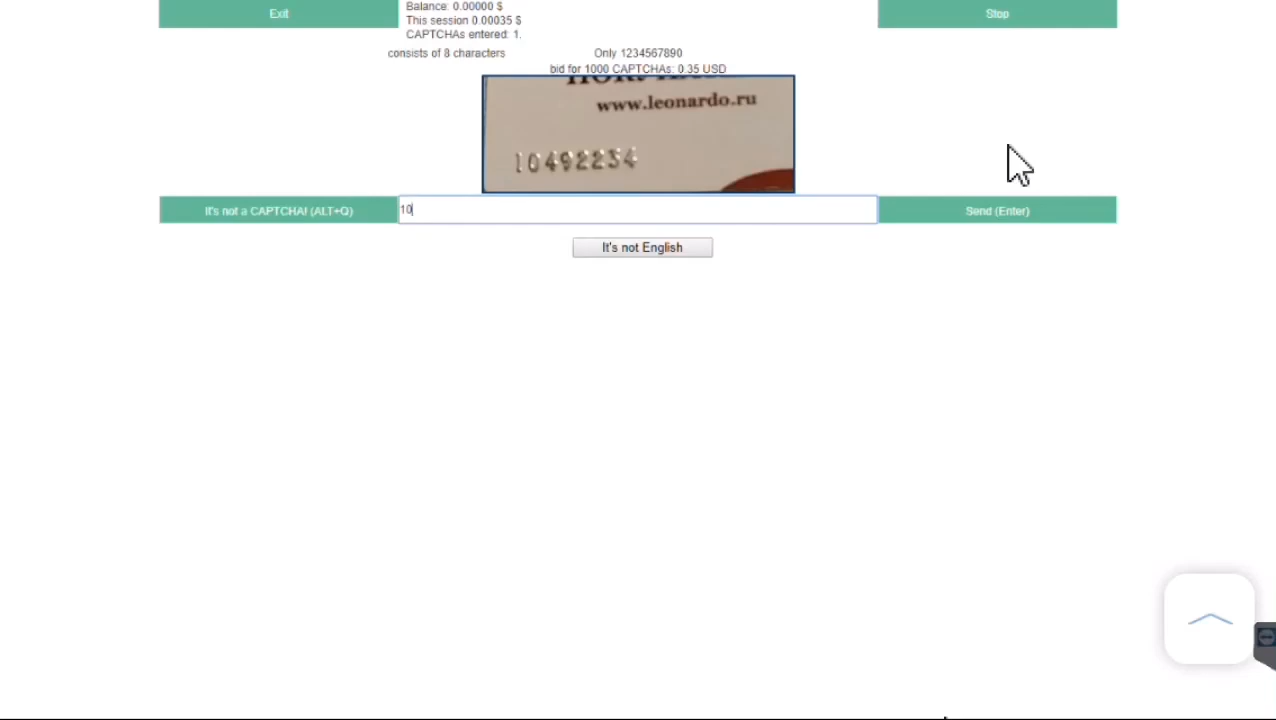 Exit
Balance: 0.00000 $
This session 0.00035 $
CAPTCHAs entered: 1.
Stop
consists of 8 characters
Only 1234567890
bid for 1000 CAPTCHAs: 0.35 USD
www.leonardo.ru
10492234
It's not a CAPTCHA! (ALT+Q)
10
Send (Enter)
It's not English